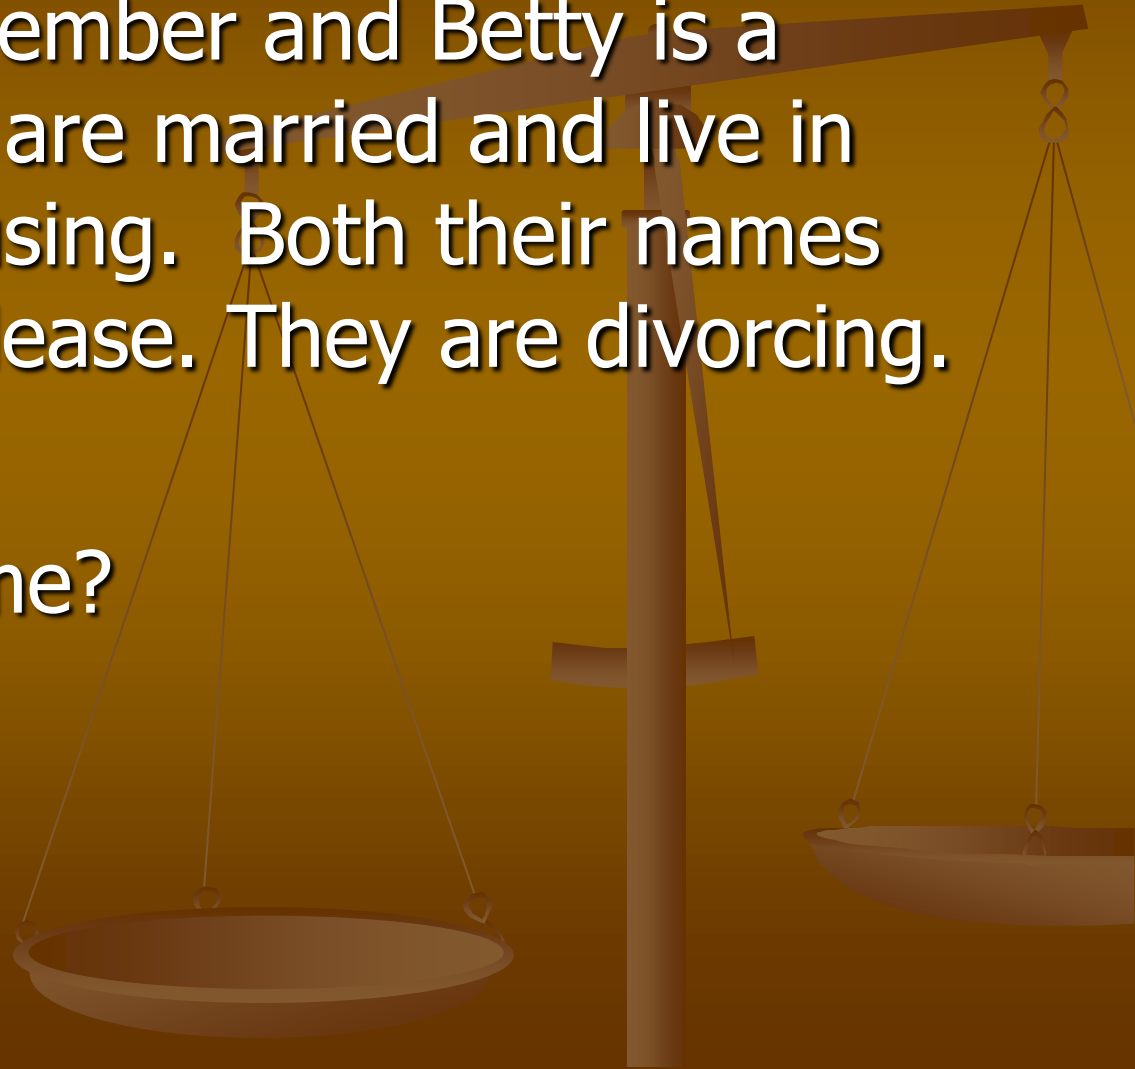 ember and Betty is a
are married and live in
sing.  Both their names
lease. They are divorcing.
ne?